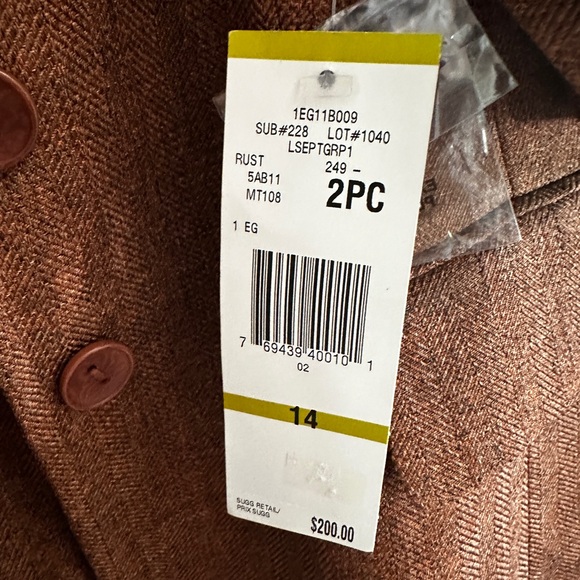 1EG11B009
SUB#228 LOT#1040
LSEPTGRP1
RUST 249 –
5AB11 2PC
MT108
1 EG
7 69439 40010 1
02
14
SUGG RETAIL/
PRIX SUGG
$200.00